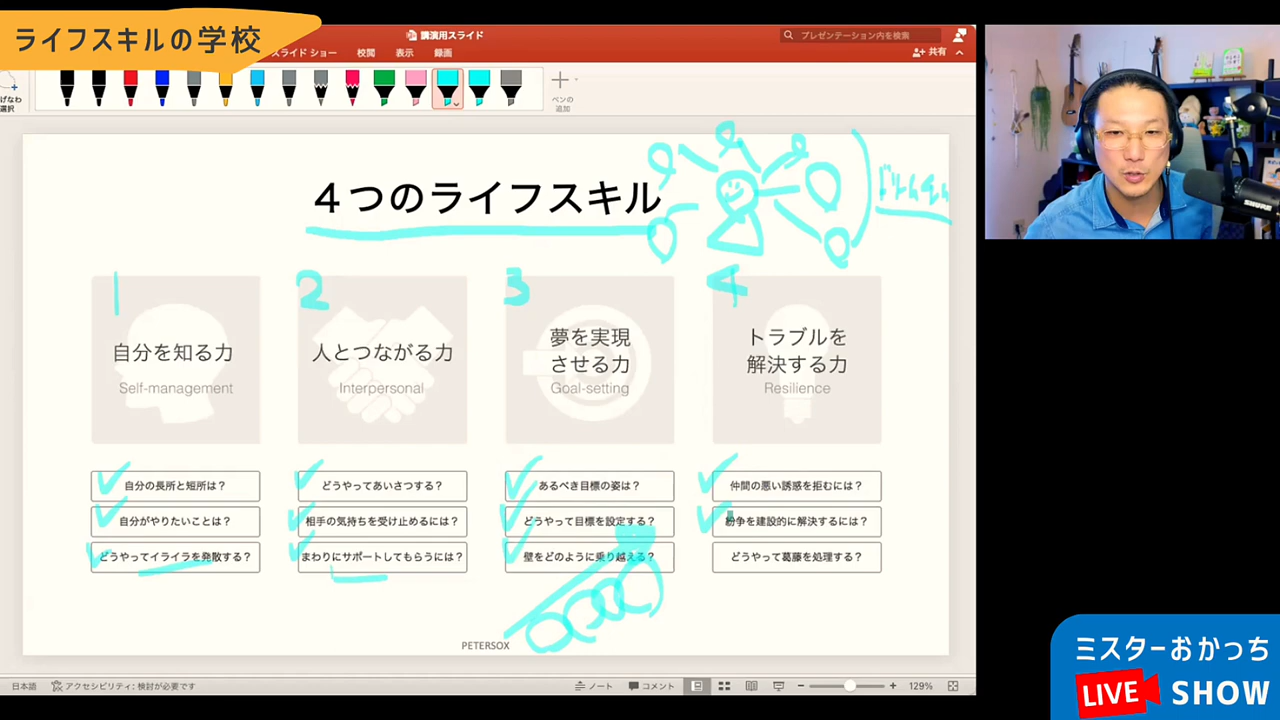 ライフスキルの学校
講演用スライド
プレゼンテーション内を検索
スライド ショー
校閲
表示
録画
共有
げなわ
選択
ペンの
追加
4つのライフスキル
1
2
3
4
自分を知る力
Self-management
人とつながる力
Interpersonal
夢を実現
させる力
Goal-setting
トラブルを
解決する力
Resilience
自分の長所と短所は?
どうやってあいさつする?
あるべき目標の姿は?
仲間の悪い誘惑を拒むには?
自分がやりたいことは?
相手の気持ちを受け止めるには?
どうやって目標を設定する?
紛争を建設的に解決するには?
どうやってイライラを発散する?
まわりにサポートしてもらうには?
壁をどのように乗り越える?
どうやって葛藤を処理する?
PETERSOX
日本語
アクセシビリティ: 検討が必要です
ノート
コメント
129%
SHURE
ミスターおかっち
LIVE SHOW